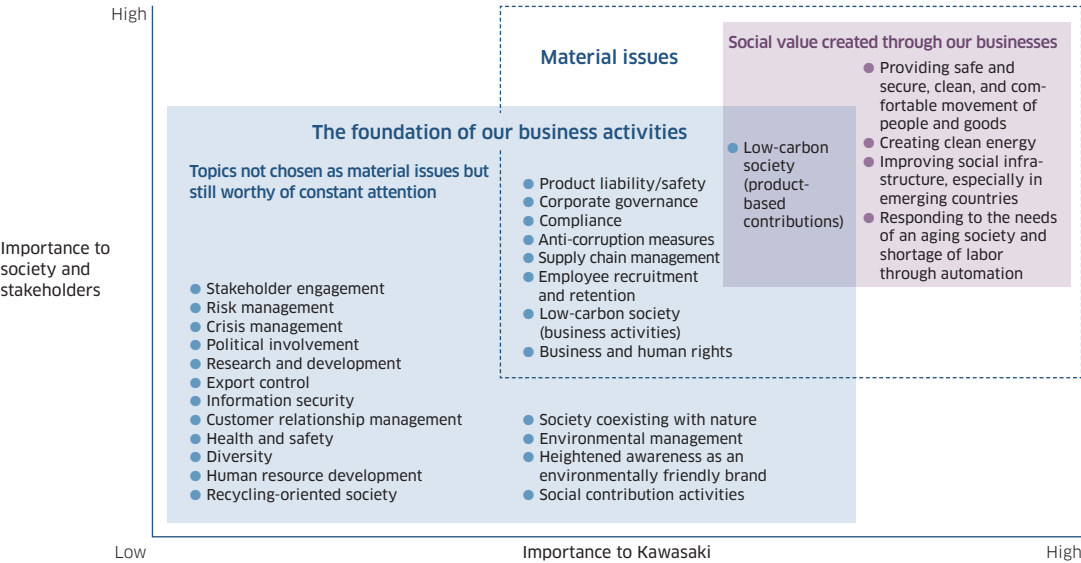 High
Material issues
Social value created through our businesses
Providing safe and
secure, clean, and com-
fortable movement of
people and goods
Creating clean energy
Improving social infra-
structure, especially in
emerging countries
Responding to the needs
of an aging society and
shortage of labor
through automation
The foundation of our business activities
Low-carbon
society
(product-
based
contributions)
Topics not chosen as material issues but
still worthy of constant attention
Product liability/safety
Corporate governance
Compliance
Anti-corruption measures
Supply chain management
Employee recruitment
and retention
Low-carbon society
(business activities)
Business and human rights
Importance to
society and
stakeholders
Stakeholder engagement
Risk management
Crisis management
Political involvement
Research and development
Export control
Information security
Customer relationship management
Health and safety
Diversity
Human resource development
Recycling-oriented society
Society coexisting with nature
Environmental management
Heightened awareness as an
environmentally friendly brand
Social contribution activities
Low
Importance to Kawasaki
High